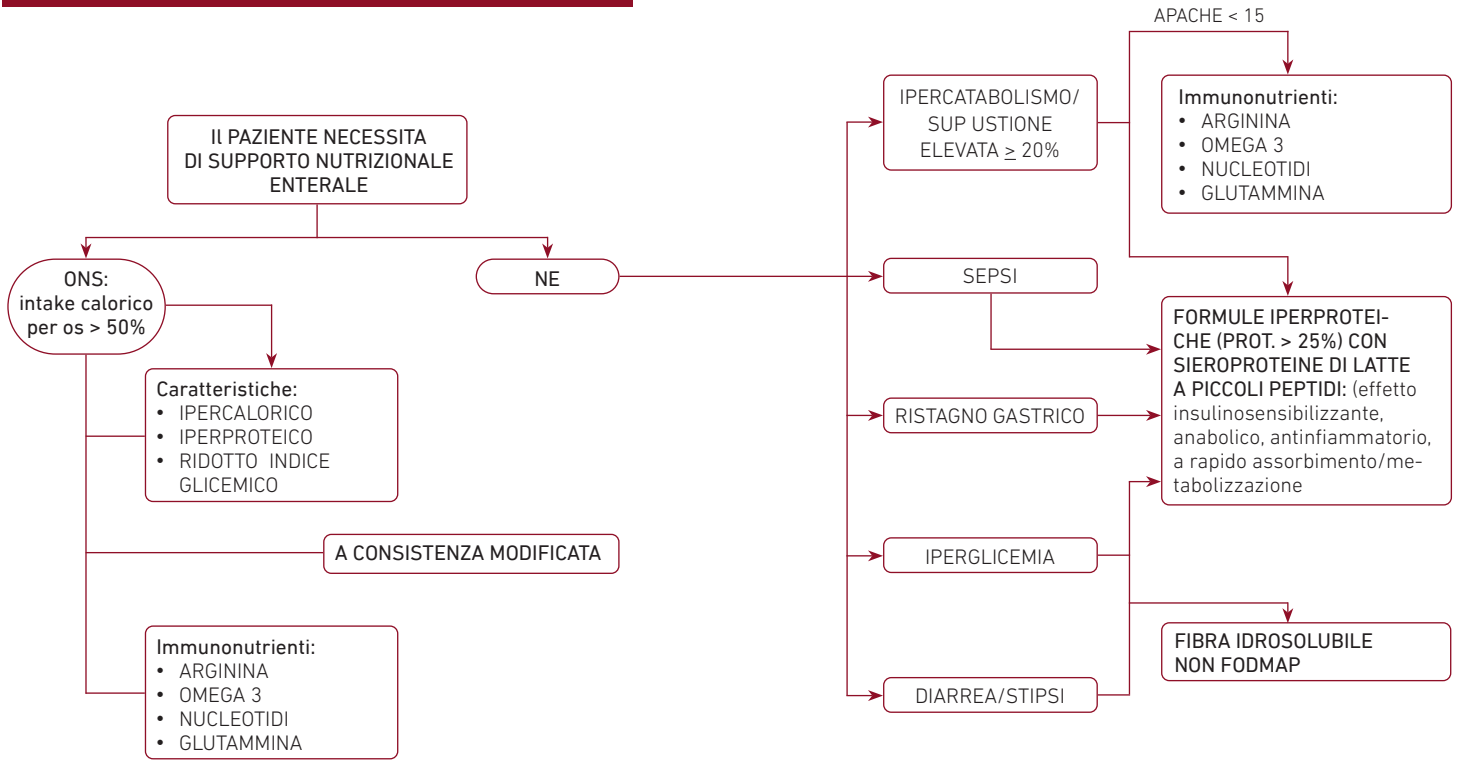 Il PAZIENTE NECESSITA
DI SUPPORTO NUTRIZIONALE
ENTERALE
ONS:
intake calorico
per os > 50%
NE
Caratteristiche:
• IPERCALORICO
• IPERPROTEICO
• RIDOTTO INDICE
GLICEMICO
A CONSISTENZA MODIFICATA
Immunonutrienti:
• ARGININA
• OMEGA 3
• NUCLEOTIDI
• GLUTAMMINA
IPERCATABOLISMO/
SUP USTIONE
ELEVATA ≥ 20%
SEPSI
RISTAGNO GASTRICO
IPERGLICEMIA
DIARREA/STIPSI
APACHE < 15
Immunonutrienti:
• ARGININA
• OMEGA 3
• NUCLEOTIDI
• GLUTAMMINA
FORMULE IPERPROTEI-
CHE (PROT. > 25%) CON
SIEROPROTEINE DI LATTE
A PICCOLI PEPTIDI: (effetto
insulinosensibilizzante,
anabolico, antinfiammatorio,
a rapido assorbimento/me-
tabolizzazione
FIBRA IDROSOLUBILE
NON FODMAP